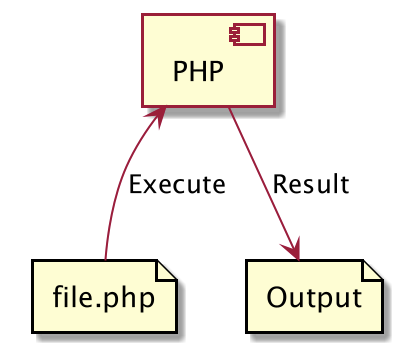 PHP
Execute
Result
file.php
Output